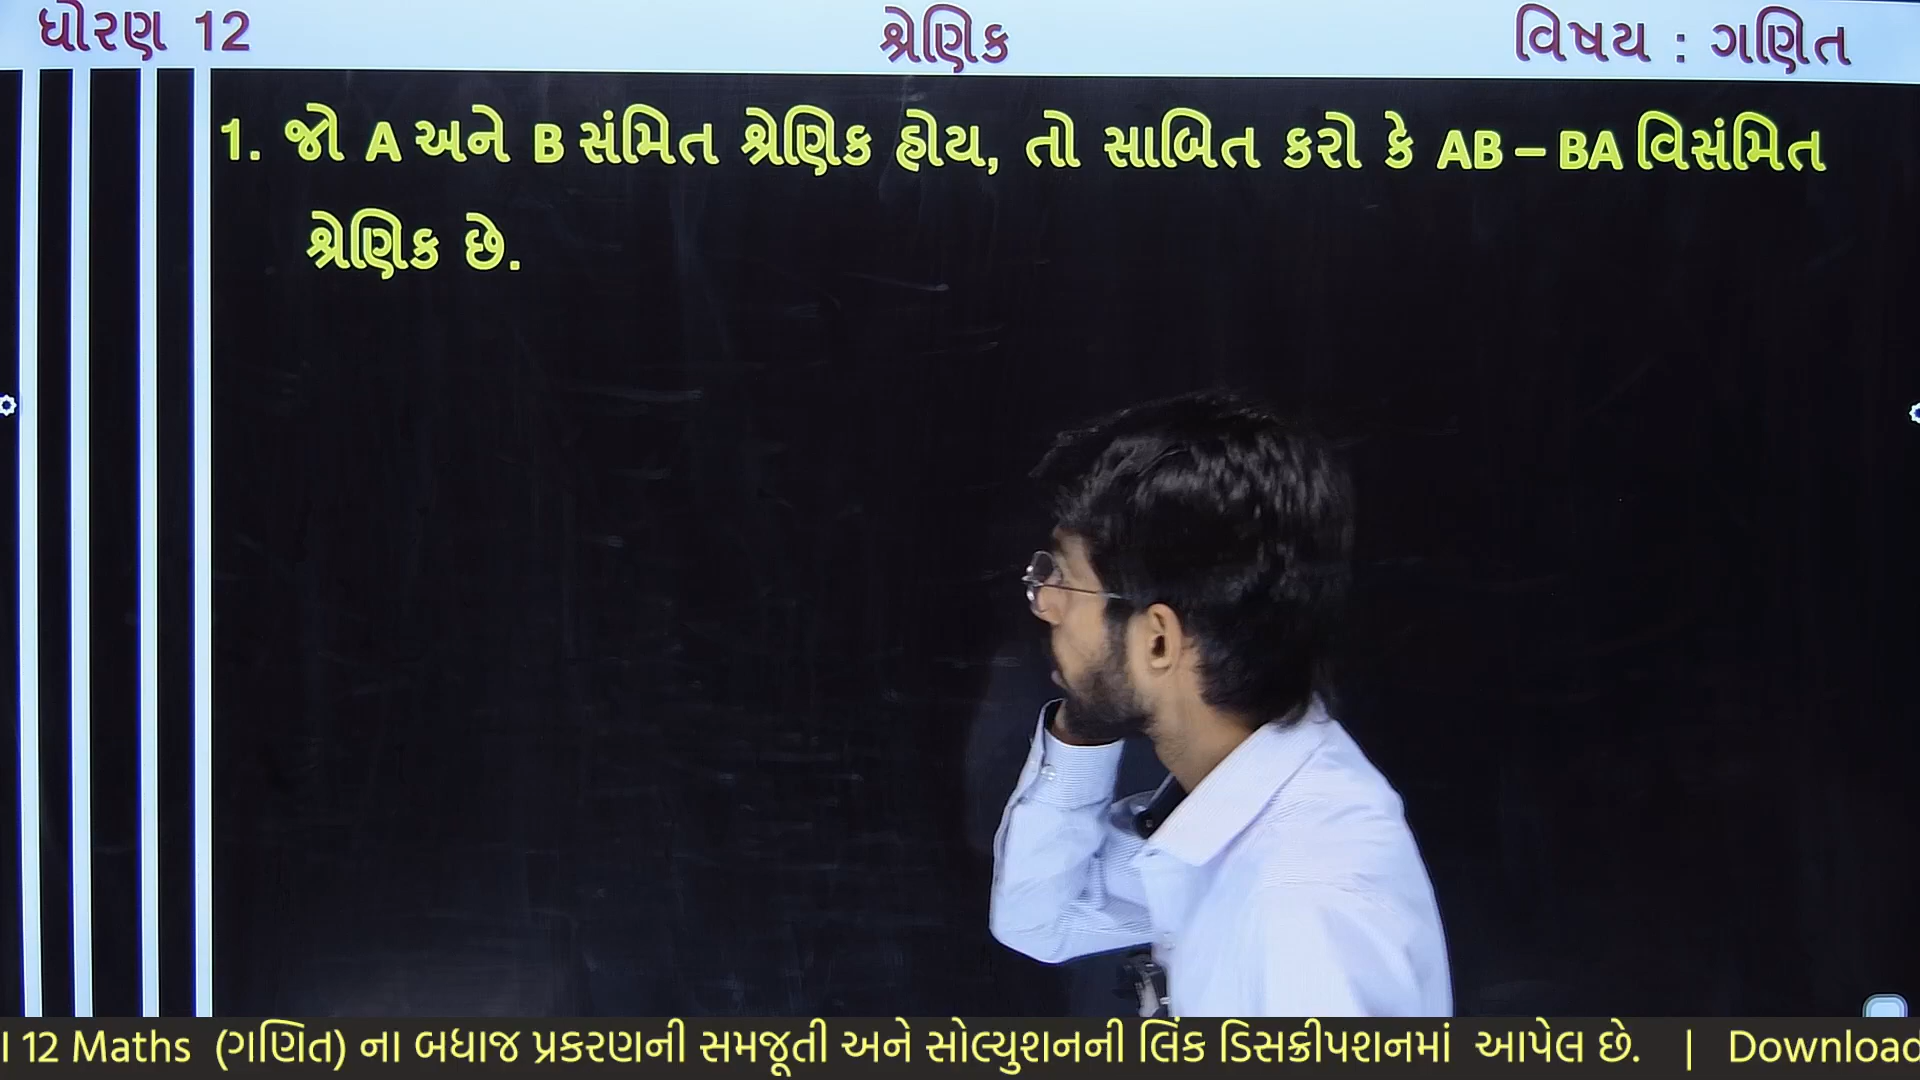 ધોરણ 12
શ્રેણિક
વિષય : ગણિત
1. જો A અને B સંમિત શ્રેણિક હોય, તો સાબિત કરો કે AB – BA વિસંમિત
શ્રેણિક છે.
12 Maths (ગણિત) ના બધાજ પ્રકરણની સમજૂતી અને સોલ્યુશનની લિંક ડિસક્રીપશનમાં આપેલ છે. | Download